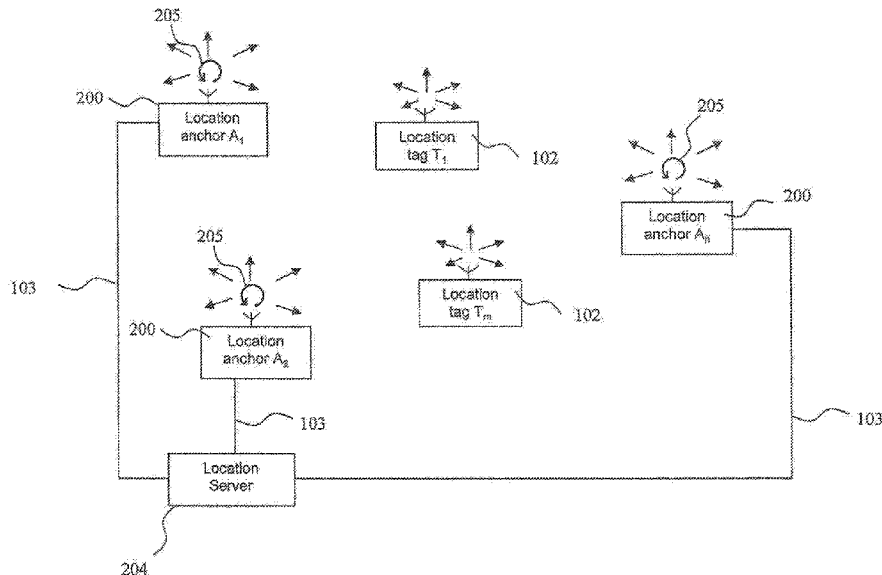 205
200
Location
anchor A₁
Location
tag T₁
102
205
200
Location
anchor Aₙ
205
103
200
Location
anchor A₂
Location
tag Tₘ
102
103
103
Location
Server
204